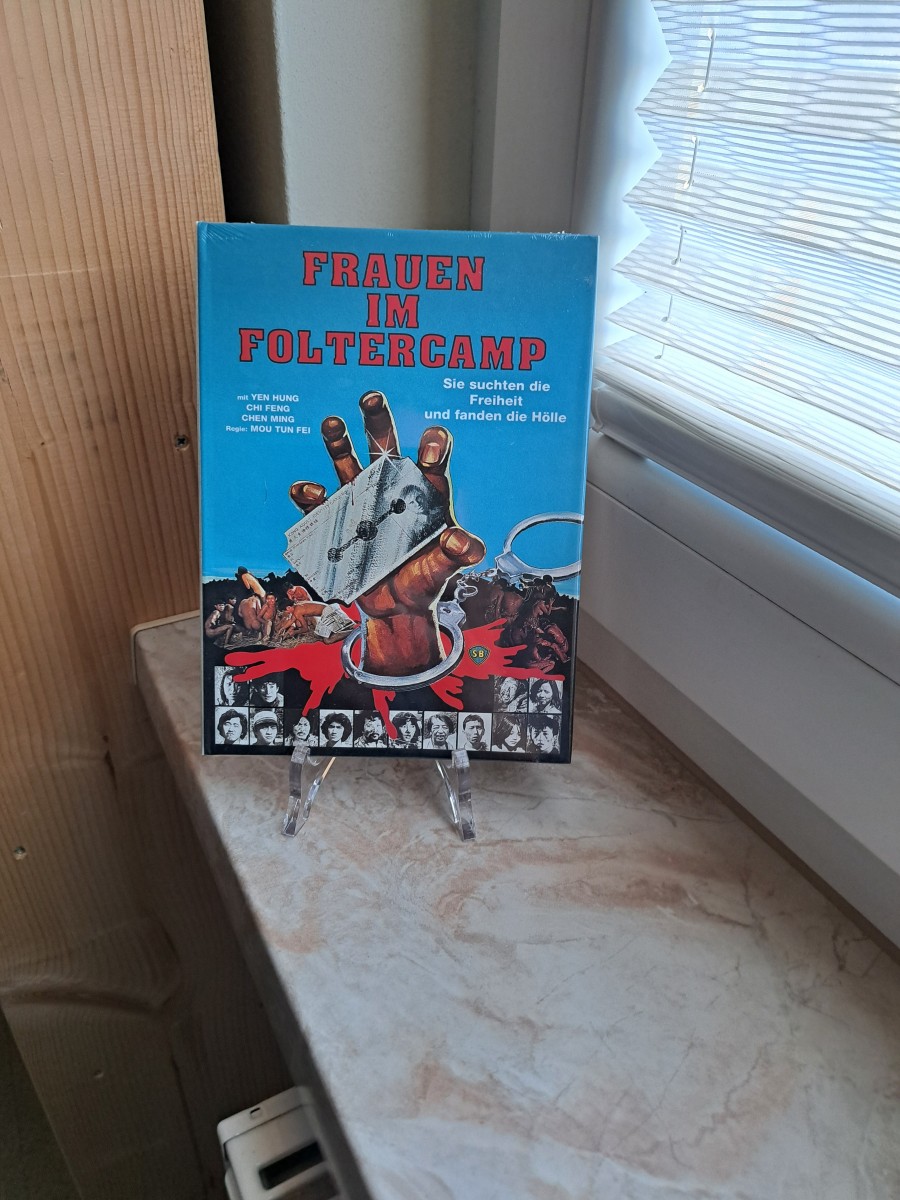 FRAUEN
IM
FOLTERCAMP
Sie suchten die
Freiheit
und fanden die Hölle
mit YEN HUNG
CHI FENG
CHEN MING
Regie: MOU TUN FEI
SB